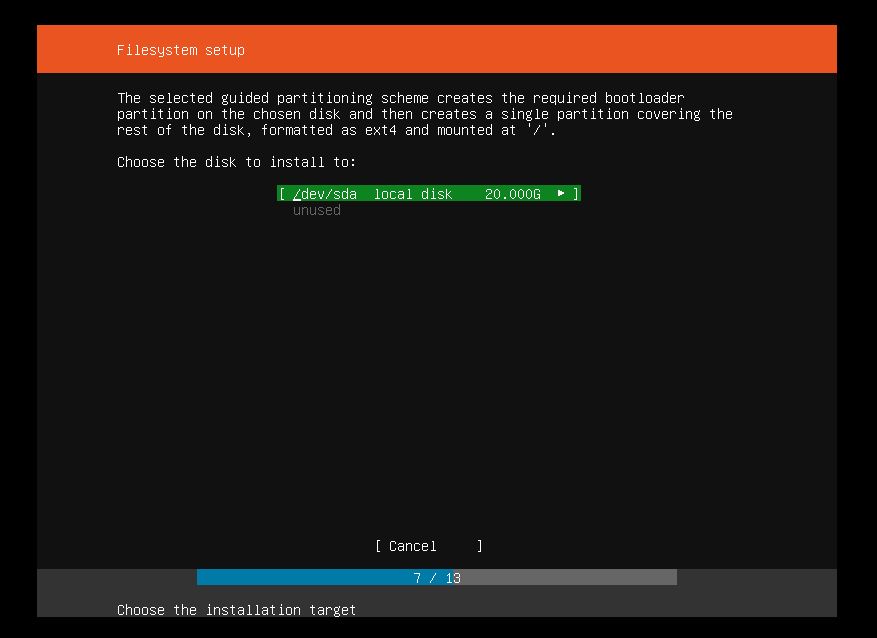 Filesystem setup
The selected guided partitioning scheme creates the required bootloader
partition on the chosen disk and then creates a single partition covering the
rest of the disk, formatted as ext4 and mounted at '/'.
Choose the disk to install to:
[ /dev/sda  local disk    20.000G  ► ]
unused
[ Cancel     ]
7 / 13
Choose the installation target